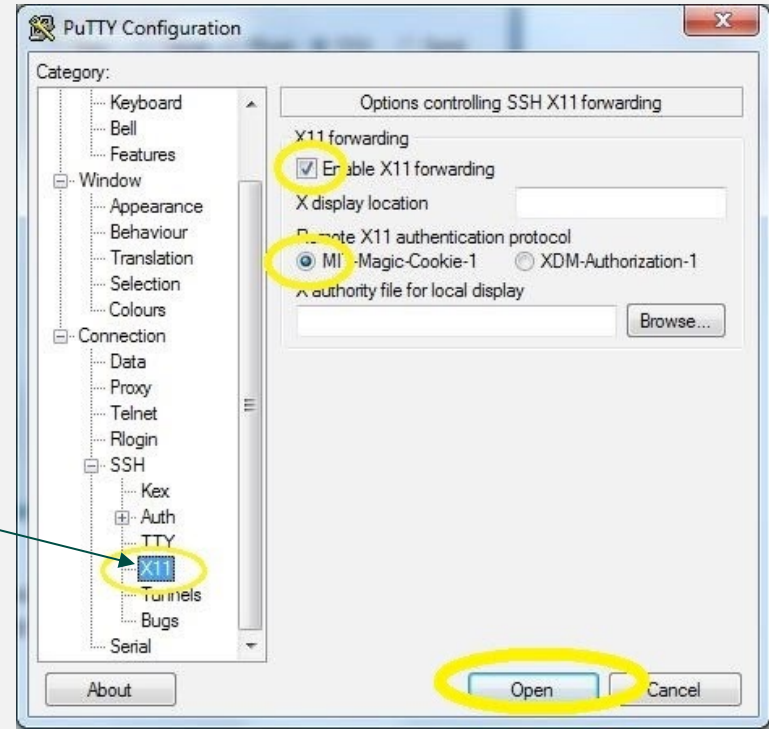 PuTTY Configuration
Category:
Keyboard
Bell
Features
Window
Appearance
Behaviour
Translation
Selection
Colours
Connection
Data
Proxy
Telnet
Rlogin
SSH
Kex
Auth
TTY
X11
Tunnels
Bugs
Serial
Options controlling SSH X11 forwarding
X11 forwarding
Enable X11 forwarding
X display location
Remote X11 authentication protocol
MIT-Magic-Cookie-1 XDM-Authorization-1
X authority file for local display
Browse...
About Open Cancel